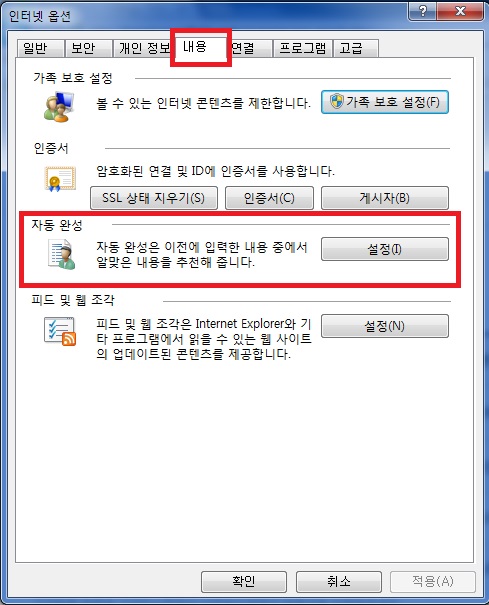 인터넷 옵션
일반 보안 개인 정보 내용 연결 프로그램 고급
가족 보호 설정
볼 수 있는 인터넷 콘텐츠를 제한합니다. 가족 보호 설정(F)
인증서
암호화된 연결 및 ID에 인증서를 사용합니다.
SSL 상태 지우기(S) 인증서(C) 게시자(B)
자동 완성
자동 완성은 이전에 입력한 내용 중에서 설정(I)
알맞은 내용을 추천해 줍니다.
피드 및 웹 조각
피드 및 웹 조각은 Internet Explorer와 기 설정(N)
타 프로그램에서 읽을 수 있는 웹 사이트
의 업데이트된 콘텐츠를 제공합니다.
확인 취소 적용(A)